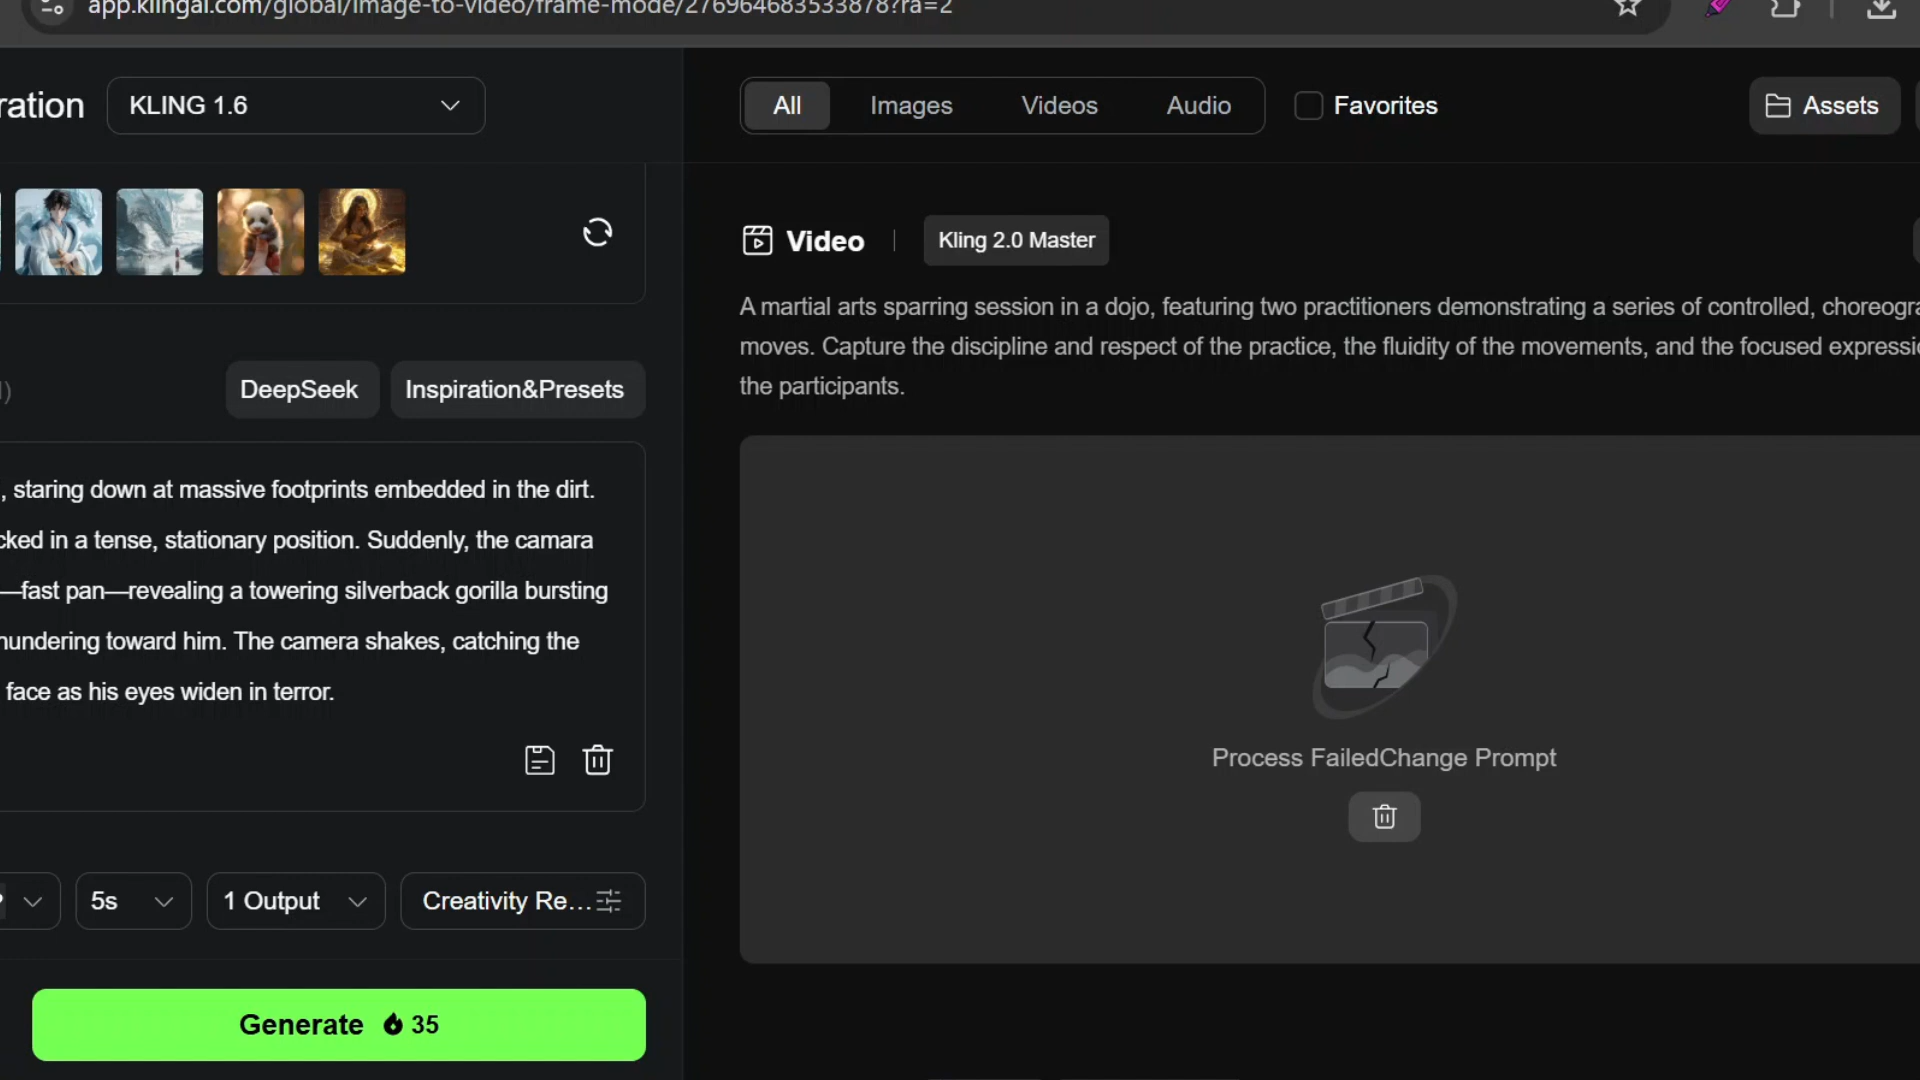 app.klingai.com/global/image-to-video/frame-mode/276964683533878?ra=2
ration
KLING 1.6
All
Images
Videos
Audio
Favorites
Assets
Video
Kling 2.0 Master
A martial arts sparring session in a dojo, featuring two practitioners demonstrating a series of controlled, choreogra
moves. Capture the discipline and respect of the practice, the fluidity of the movements, and the focused expressio
the participants.
DeepSeek
Inspiration&Presets
, staring down at massive footprints embedded in the dirt.
cked in a tense, stationary position. Suddenly, the camara
—fast pan—revealing a towering silverback gorilla bursting
hundering toward him. The camera shakes, catching the
face as his eyes widen in terror.
Process FailedChange Prompt
5s
1 Output
Creativity Re...
Generate 35